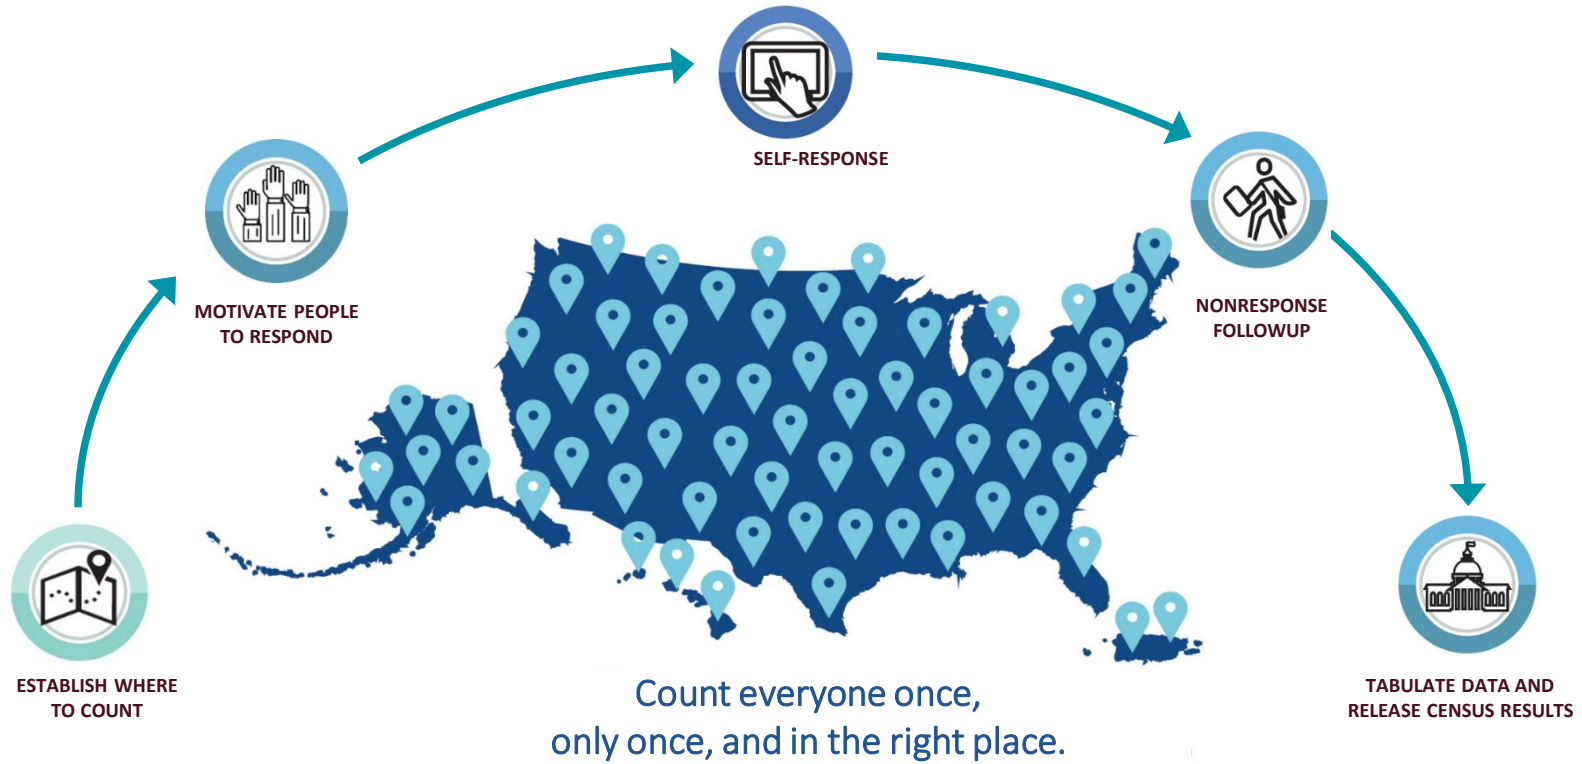 SELF-RESPONSE
MOTIVATE PEOPLE
TO RESPOND
NONRESPONSE
FOLLOWUP
ESTABLISH WHERE
TO COUNT
TABULATE DATA AND
RELEASE CENSUS RESULTS
Count everyone once,
only once, and in the right place.